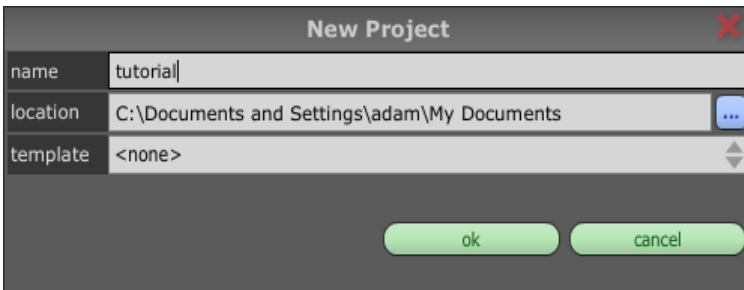 New Project
name tutorial
location C:\Documents and Settings\adam\My Documents ...
template <none>
ok cancel